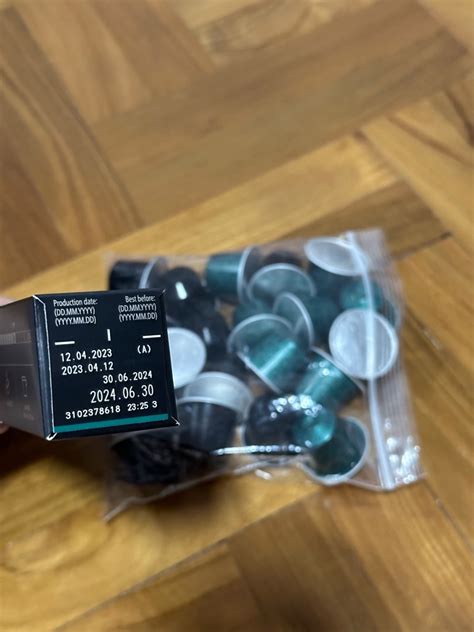 Production date: Best before:
(DD.MM.YYYY) (DD.MM.YYYY)
(YYYY.MM.DD) (YYYY.MM.DD)
12.04.2023 (A)
2023.04.12
30.06.2024
2024.06.30
3102378618 23:25 3